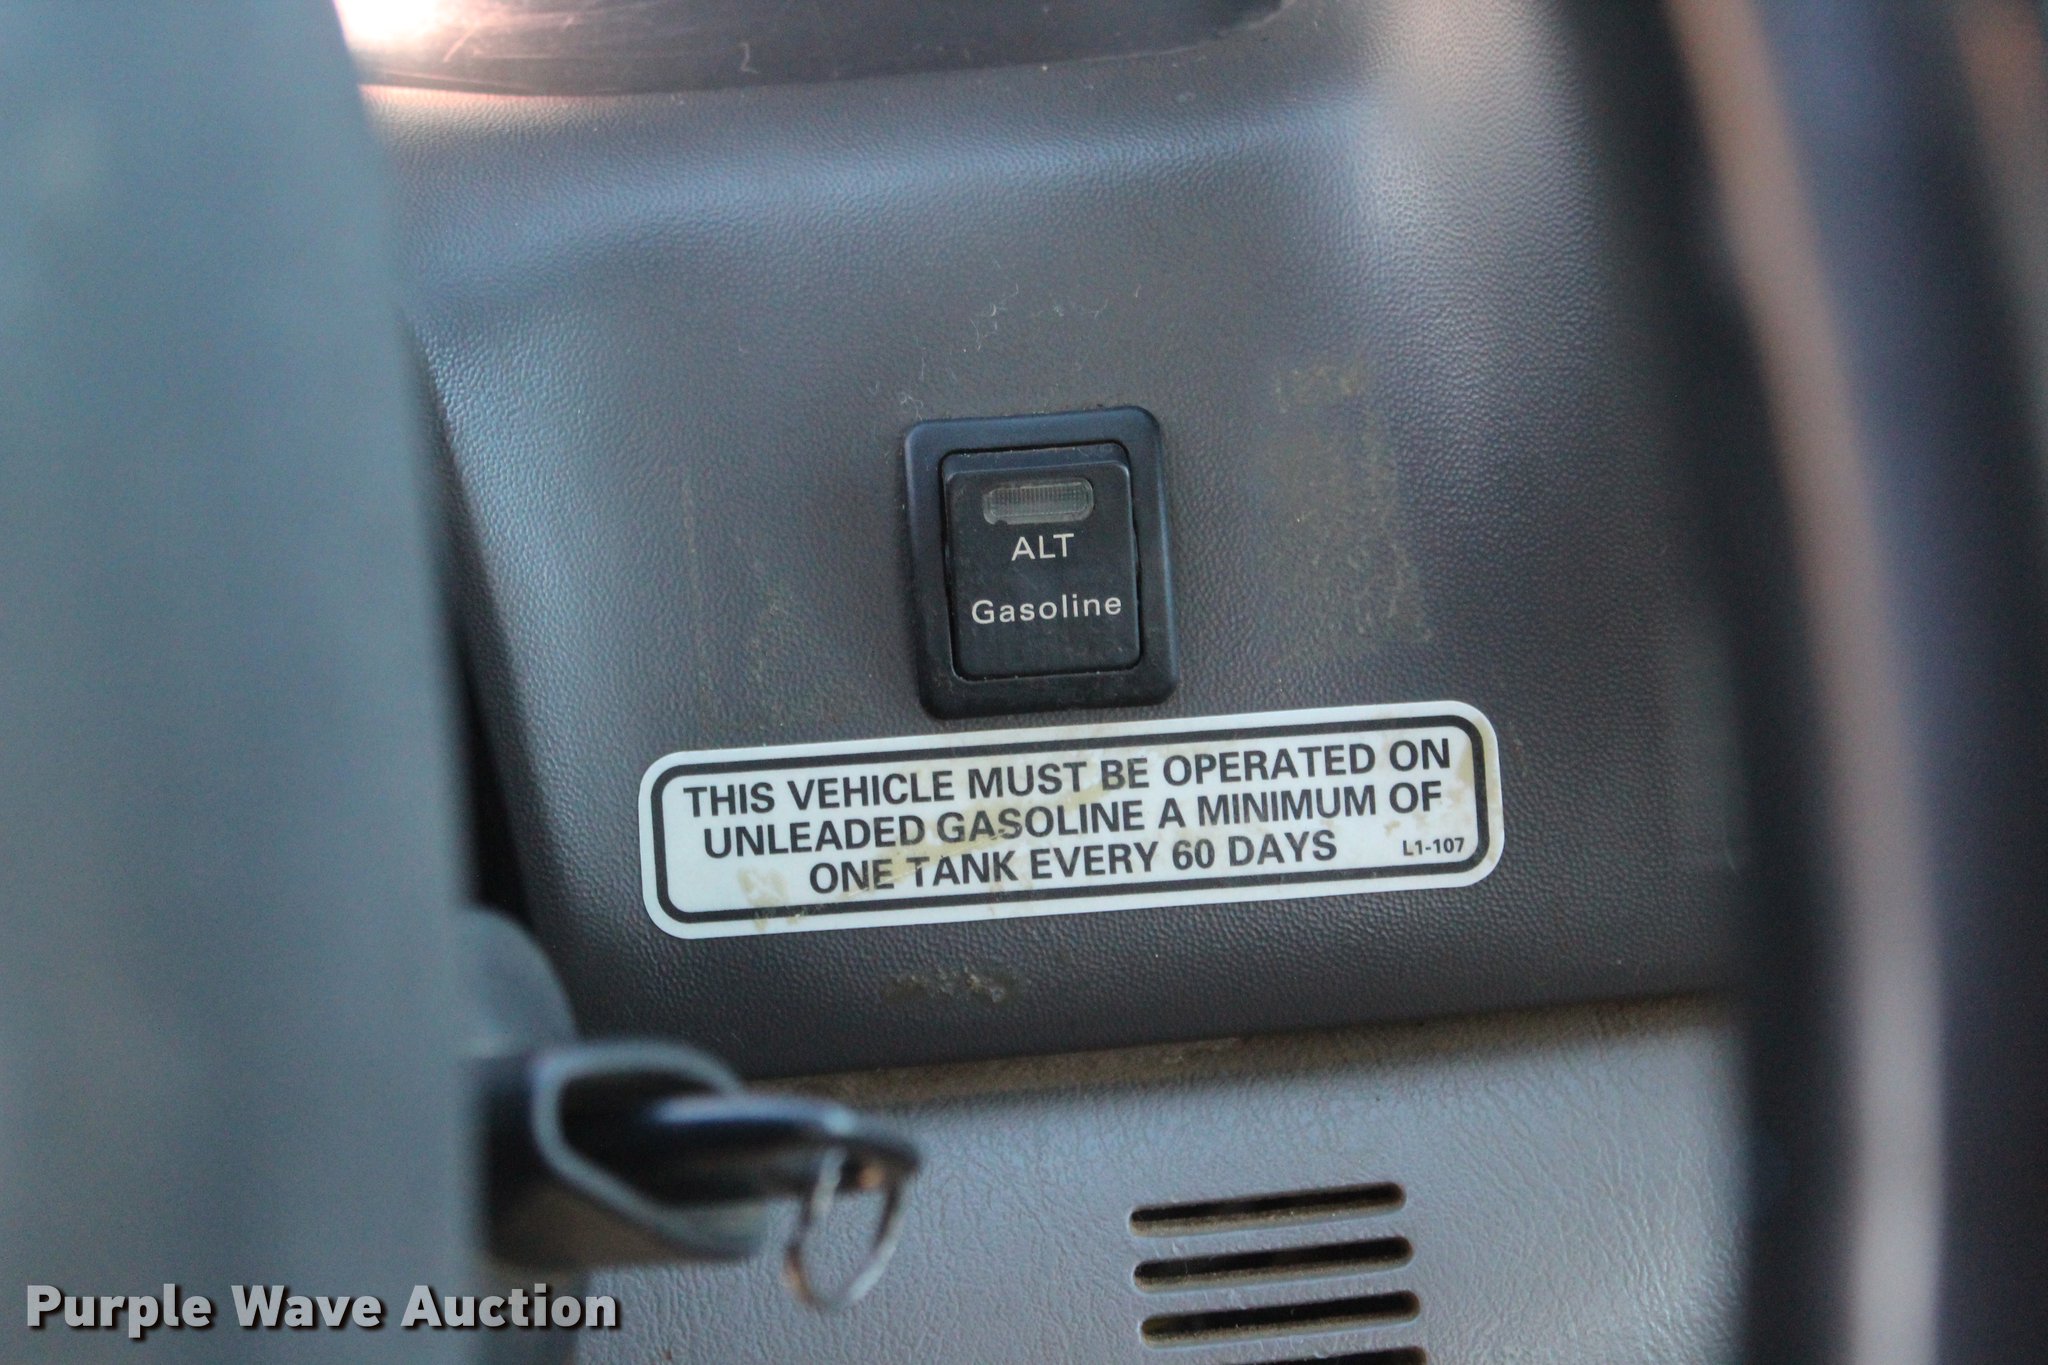 ALT
Gasoline
THIS VEHICLE MUST BE OPERATED ON
UNLEADED GASOLINE A MINIMUM OF
ONE TANK EVERY 60 DAYS
L1-107
Purple Wave Auction